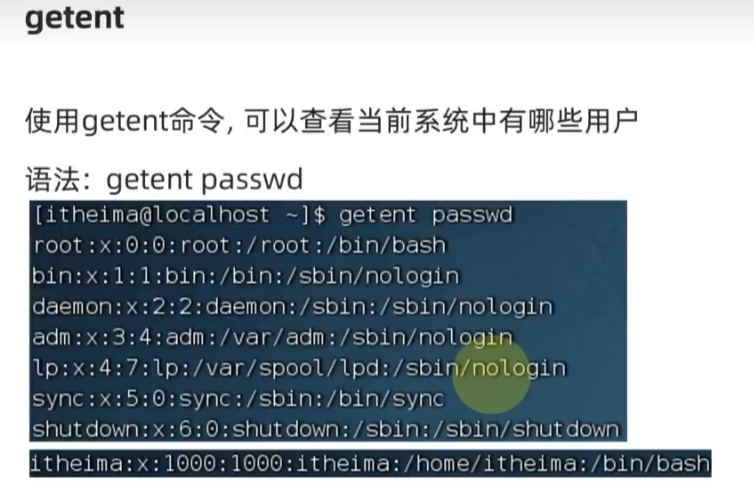 getent
使用getent命令, 可以查看当前系统中有哪些用户
语法：getent passwd
[itheima@localhost ~]$ getent passwd
root:x:0:0:root:/root:/bin/bash
bin:x:1:1:bin:/bin:/sbin/nologin
daemon:x:2:2:daemon:/sbin:/sbin/nologin
adm:x:3:4:adm:/var/adm:/sbin/nologin
lp:x:4:7:lp:/var/spool/lpd:/sbin/nologin
sync:x:5:0:sync:/sbin:/bin/sync
shutdown:x:6:0:shutdown:/sbin:/sbin/shutdown
itheima:x:1000:1000:itheima:/home/itheima:/bin/bash